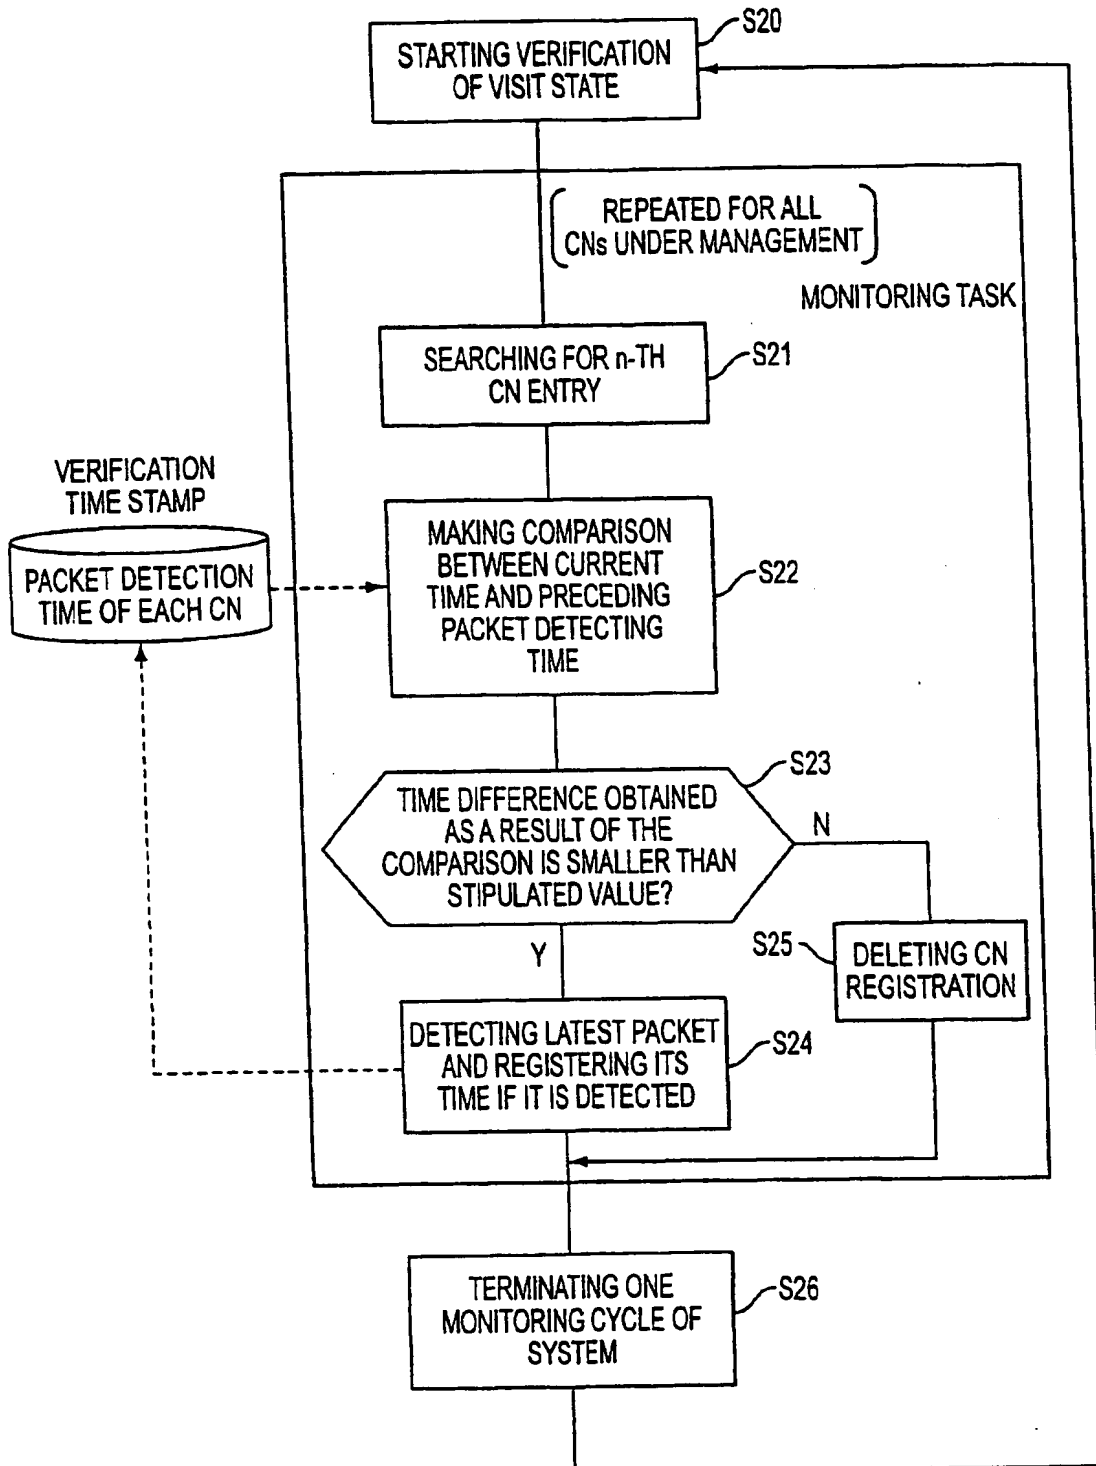 S20
STARTING VERIFICATION
OF VISIT STATE
REPEATED FOR ALL
CNs UNDER MANAGEMENT
MONITORING TASK
SEARCHING FOR n-TH
CN ENTRY
S21
VERIFICATION
TIME STAMP
PACKET DETECTION
TIME OF EACH CN
MAKING COMPARISON
BETWEEN CURRENT
TIME AND PRECEDING
PACKET DETECTING
TIME
S22
S23
TIME DIFFERENCE OBTAINED
AS A RESULT OF THE
COMPARISON IS SMALLER THAN
STIPULATED VALUE?
N
Y
S25
DELETING CN
REGISTRATION
DETECTING LATEST PACKET
AND REGISTERING ITS
TIME IF IT IS DETECTED
S24
TERMINATING ONE
MONITORING CYCLE OF
SYSTEM
S26